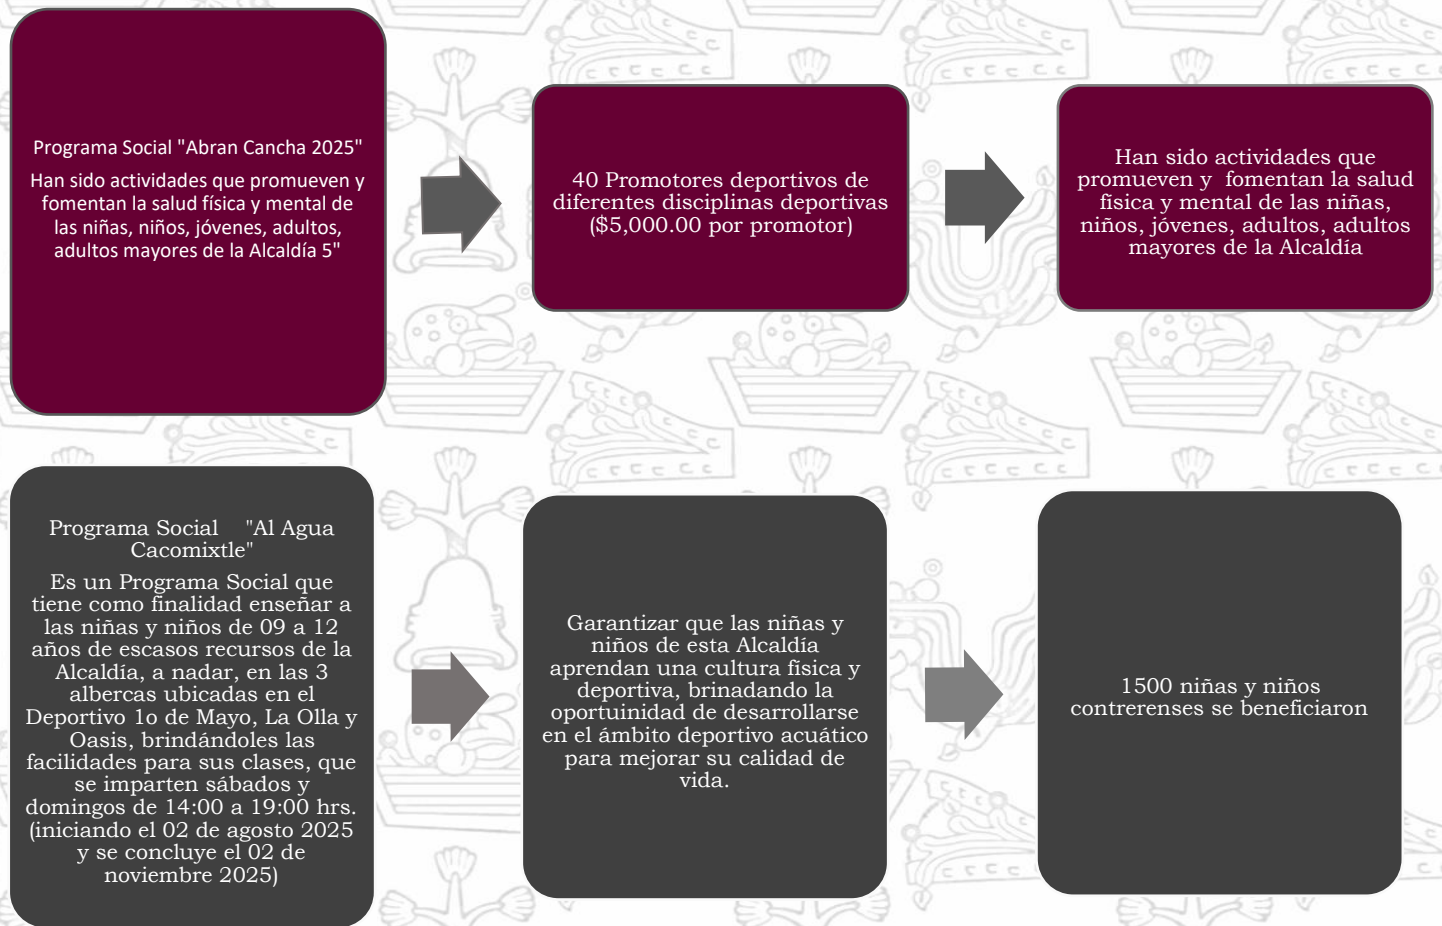 Programa Social "Abran Cancha 2025"
Han sido actividades que promueven y
fomentan la salud física y mental de
las niñas, niños, jóvenes, adultos,
adultos mayores de la Alcaldía 5"
40 Promotores deportivos de
diferentes disciplinas deportivas
($5,000.00 por promotor)
Han sido actividades que
promueven y fomentan la salud
física y mental de las niñas,
niños, jóvenes, adultos, adultos
mayores de la Alcaldía
Programa Social "Al Agua
Cacomixtle"
Es un Programa Social que
tiene como finalidad enseñar a
las niñas y niños de 09 a 12
años de escasos recursos de la
Alcaldía, a nadar, en las 3
albercas ubicadas en el
Deportivo 1o de Mayo, La Olla y
Oasis, brindándoles las
facilidades para sus clases, que
se imparten sábados y
domingos de 14:00 a 19:00 hrs.
(iniciando el 02 de agosto 2025
y se concluye el 02 de
noviembre 2025)
Garantizar que las niñas y
niños de esta Alcaldía
aprendan una cultura física y
deportiva, brinadando la
oportuinidad de desarrollarse
en el ámbito deportivo acuático
para mejorar su calidad de
vida.
1500 niñas y niños
contrerenses se beneficiaron